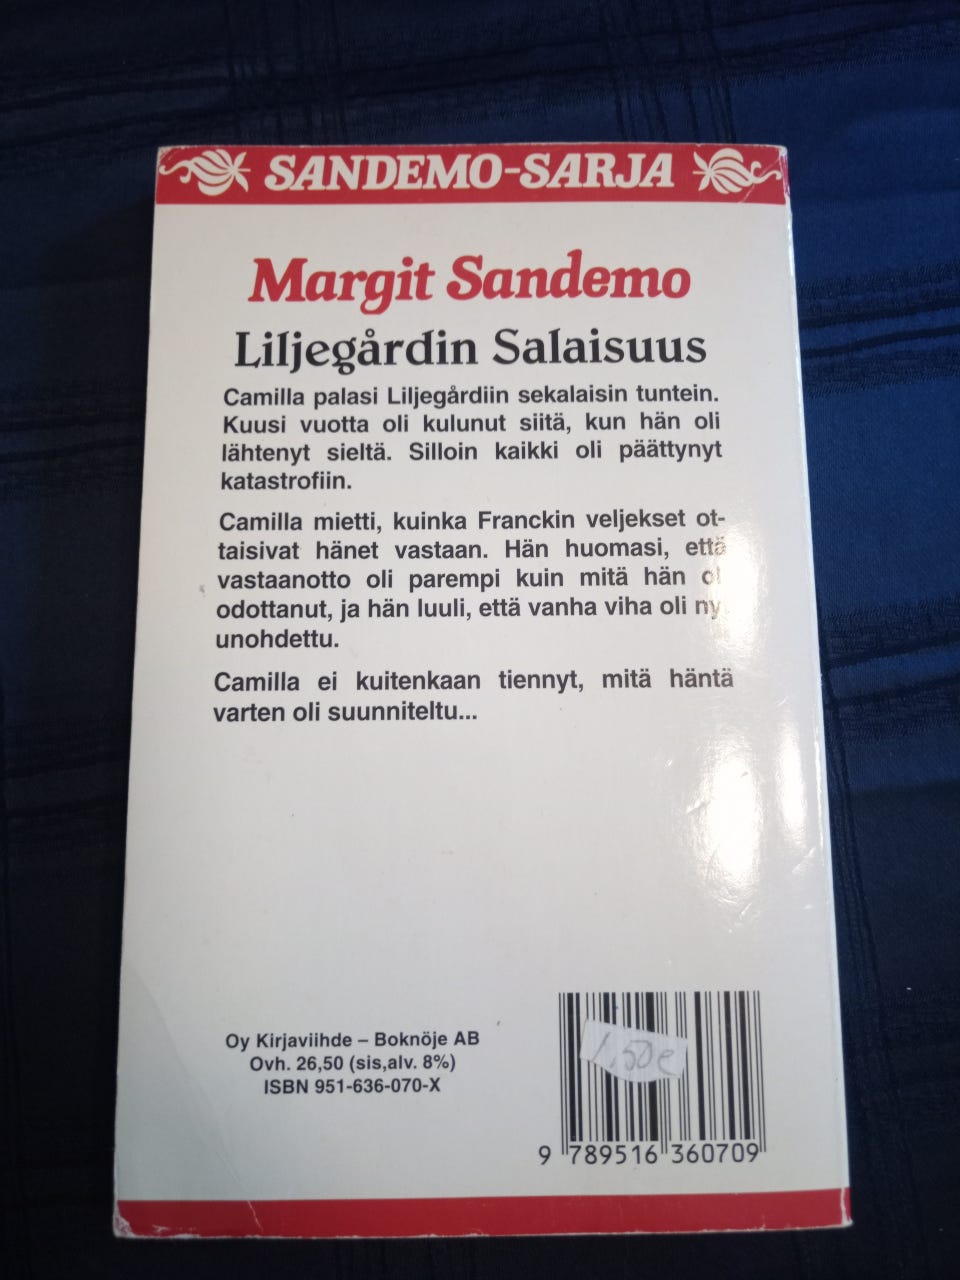 SANDEMO-SARJA
Margit Sandemo
Liljegårdin Salaisuus
Camilla palasi Liljegårdiin sekalaisin tuntein.
Kuusi vuotta oli kulunut siitä, kun hän oli
lähtenyt sieltä. Silloin kaikki oli päättynyt
katastrofiin.
Camilla mietti, kuinka Franckin veljekset ot-
taisivat hänet vastaan. Hän huomasi, että
vastaanotto oli parempi kuin mitä hän oli
odottanut, ja hän luuli, että vanha viha oli nyt
unohdettu.
Camilla ei kuitenkaan tiennyt, mitä häntä
varten oli suunniteltu...
Oy Kirjaviihde – Boknöje AB
Ovh. 26,50 (sis,alv. 8%)
ISBN 951-636-070-X
1,50e
9 789516 360709